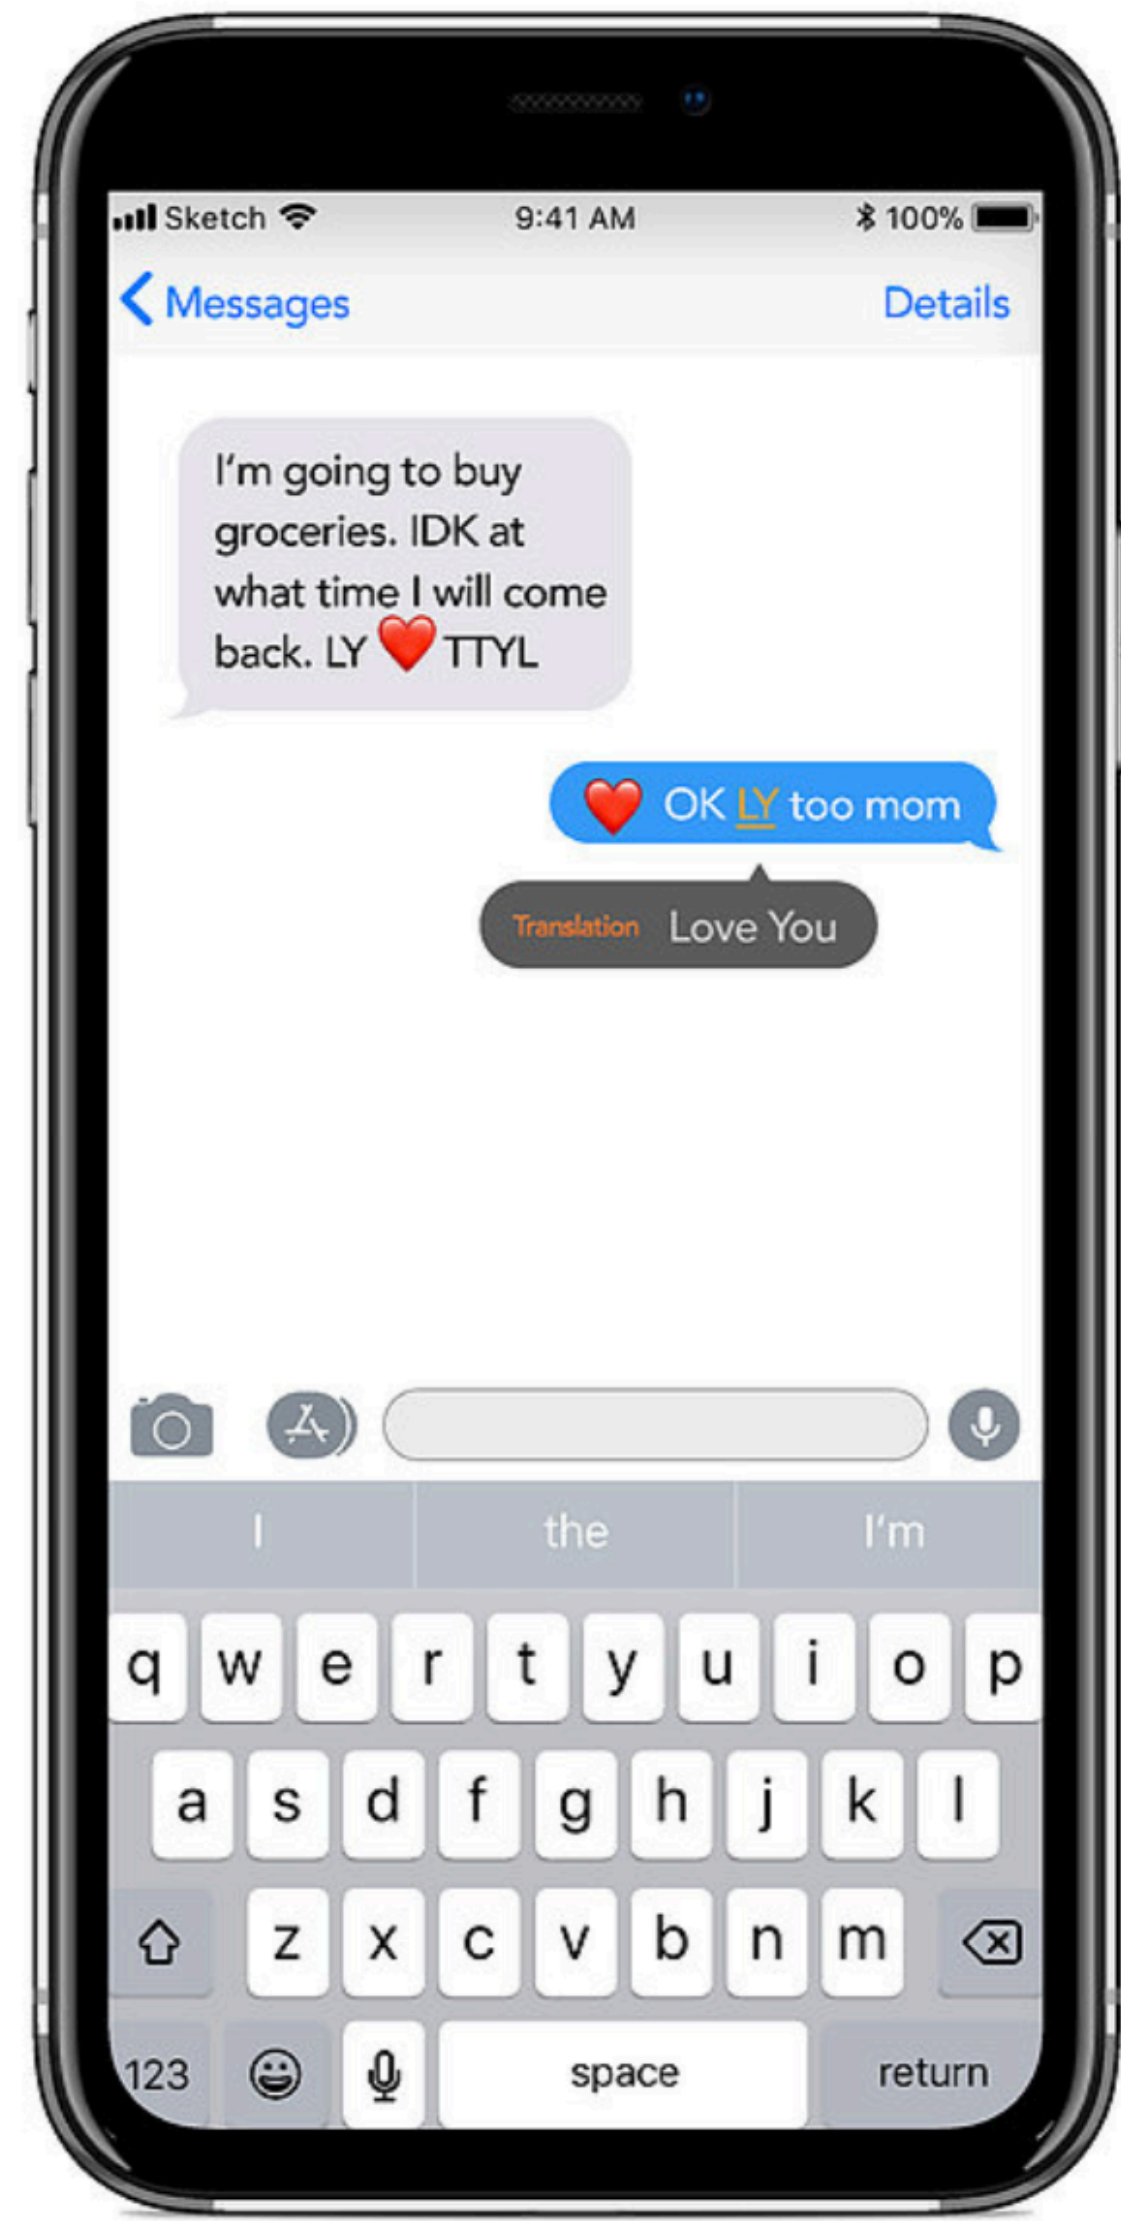 Sketch 9:41 AM 100%
Messages Details
I'm going to buy
groceries. IDK at
what time I will come
back. LY ❤️ TTYL
❤️ OK LY too mom
Translation Love You
I the I'm
q w e r t y u i o p
a s d f g h j k l
z x c v b n m
123 space return